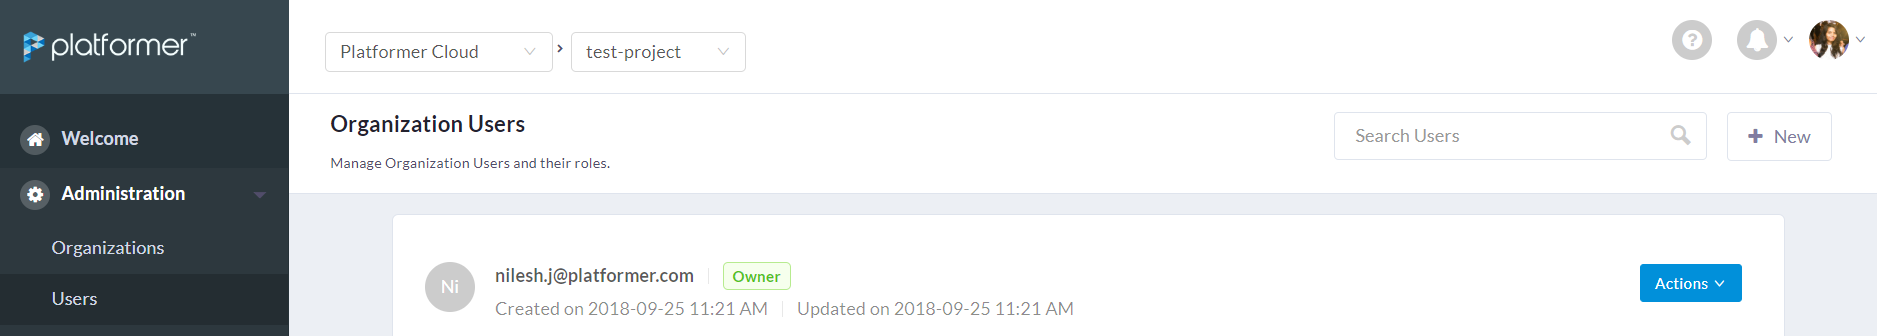 platformer™
Platformer Cloud
test-project
Welcome
Administration
Organizations
Users
Organization Users
Manage Organization Users and their roles.
Search Users
New
Ni
nilesh.j@platformer.com
Owner
Created on 2018-09-25 11:21 AM
Updated on 2018-09-25 11:21 AM
Actions